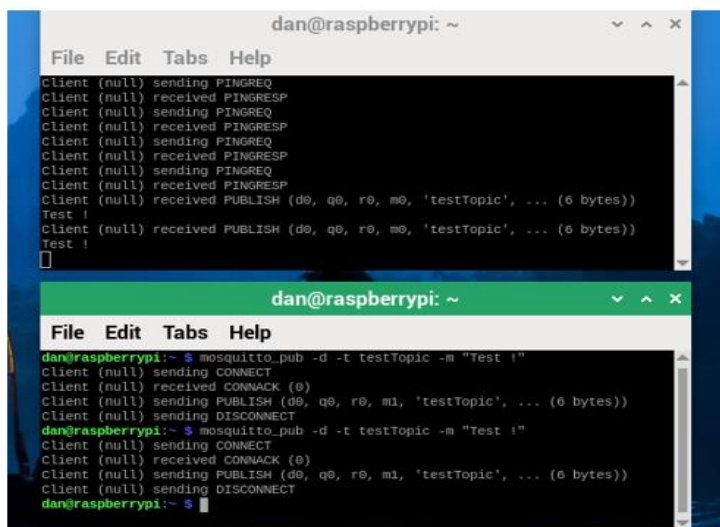 dan@raspberrypi: ~
File Edit Tabs Help
Client (null) sending PINGREQ
Client (null) received PINGRESP
Client (null) sending PINGREQ
Client (null) received PINGRESP
Client (null) sending PINGREQ
Client (null) received PINGRESP
Client (null) sending PINGREQ
Client (null) received PINGRESP
Client (null) received PUBLISH (d0, q0, r0, m0, 'testTopic', ... (6 bytes))
Test !
Client (null) received PUBLISH (d0, q0, r0, m0, 'testTopic', ... (6 bytes))
Test !
dan@raspberrypi: ~
File Edit Tabs Help
dan@raspberrypi:~ $ mosquitto_pub -d -t testTopic -m "Test !"
Client (null) sending CONNECT
Client (null) received CONNACK (0)
Client (null) sending PUBLISH (d0, q0, r0, m1, 'testTopic', ... (6 bytes))
Client (null) sending DISCONNECT
dan@raspberrypi:~ $ mosquitto_pub -d -t testTopic -m "Test !"
Client (null) sending CONNECT
Client (null) received CONNACK (0)
Client (null) sending PUBLISH (d0, q0, r0, m1, 'testTopic', ... (6 bytes))
Client (null) sending DISCONNECT
dan@raspberrypi:~ $